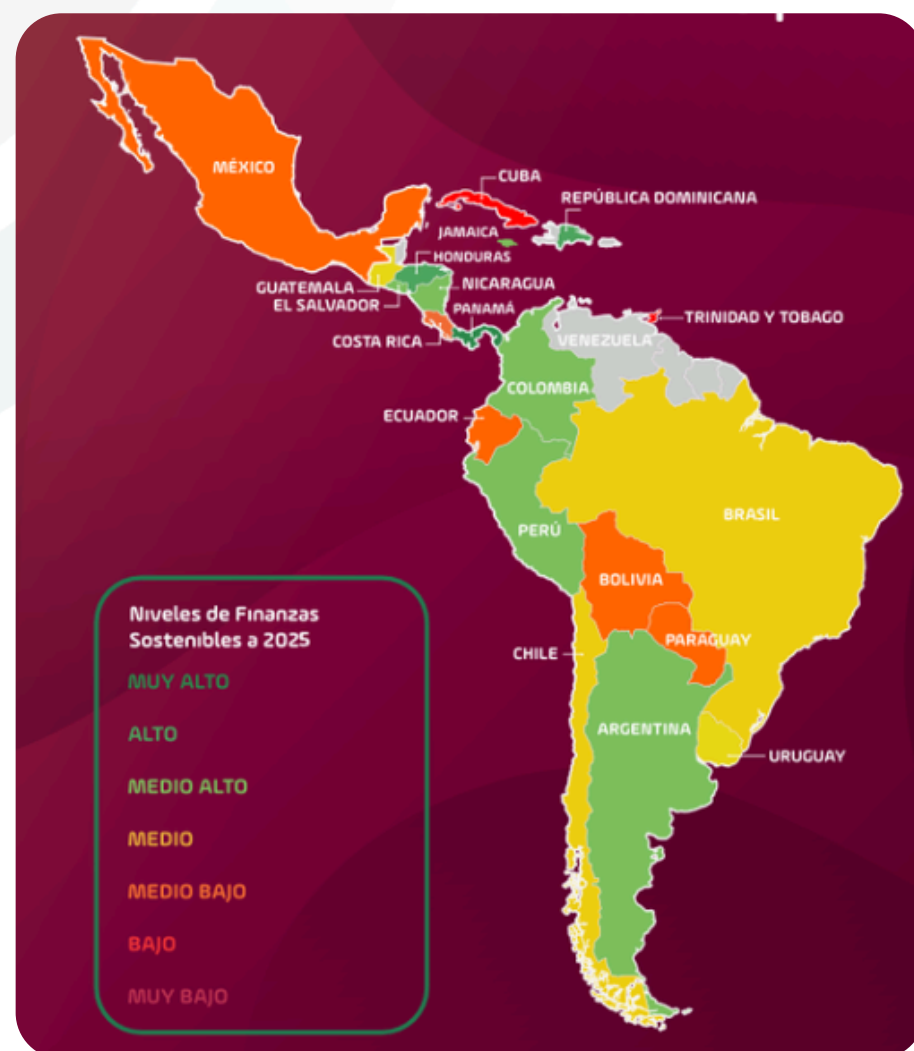 MÉXICO
CUBA
REPÚBLICA DOMINICANA
JAMAICA
HONDURAS
GUATEMALA
NICARAGUA
EL SALVADOR
PANAMÁ
TRINIDAD Y TOBAGO
COSTA RICA
VENEZUELA
COLOMBIA
ECUADOR
BRASIL
PERÚ
BOLIVIA
PARAGUAY
CHILE
ARGENTINA
URUGUAY
Niveles de Finanzas
Sostenibles a 2025
MUY ALTO
ALTO
MEDIO ALTO
MEDIO
MEDIO BAJO
BAJO
MUY BAJO